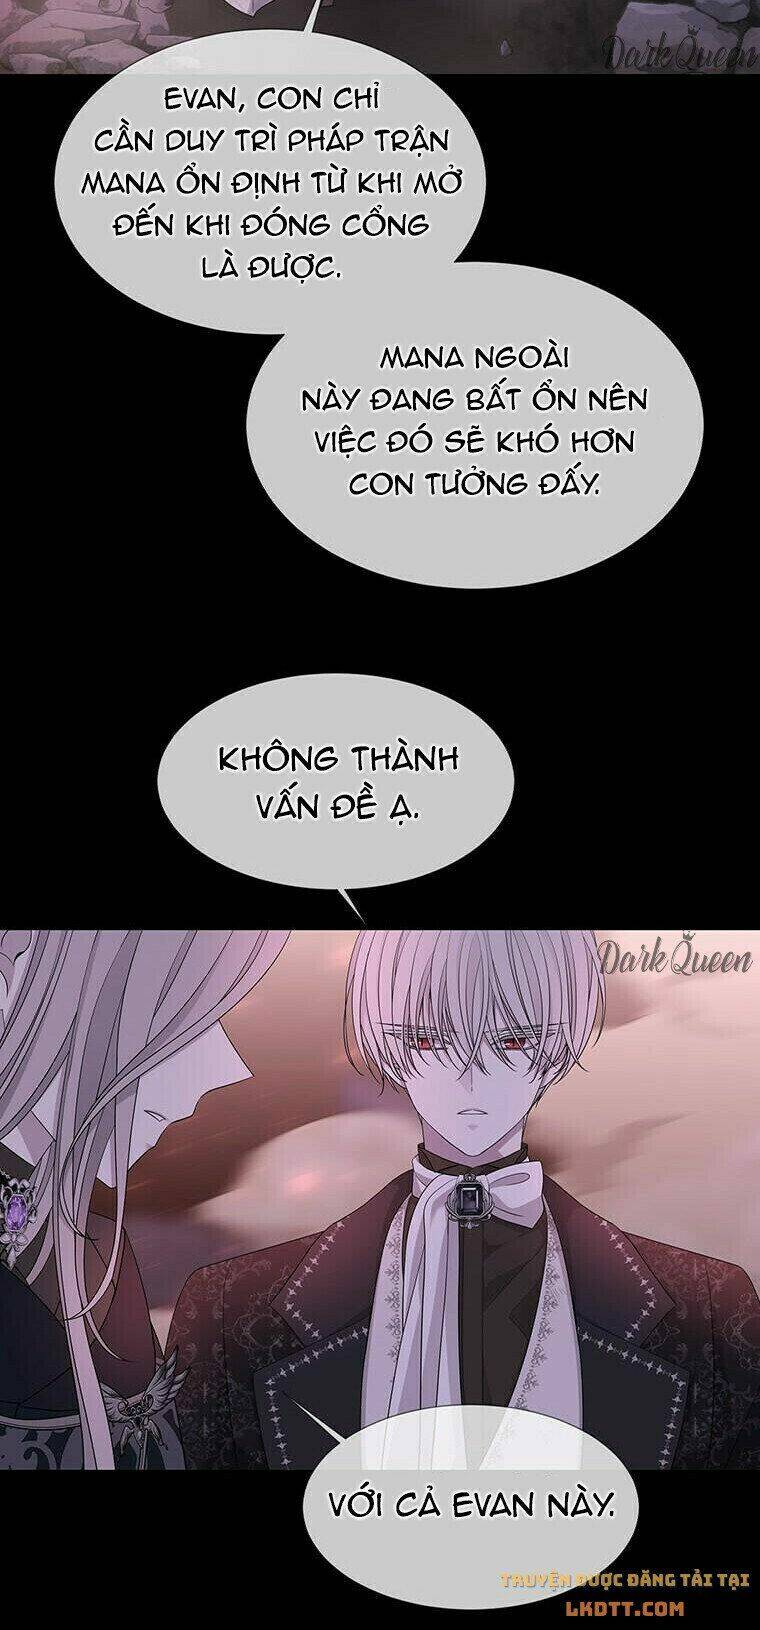 DarkQueen
EVAN, CON CHỈ
CẦN DUY TRÌ PHÁP TRẬN
MANA ỔN ĐỊNH TỪ KHI MỞ
ĐẾN KHI ĐÓNG CỔNG
LÀ ĐƯỢC.
MANA NGOÀI
NÀY ĐANG BẤT ỔN NÊN
VIỆC ĐÓ SẼ KHÓ HƠN
CON TƯỞNG ĐẤY.
KHÔNG THÀNH
VẤN ĐỀ Ạ.
DarkQueen
VỚI CẢ EVAN NÀY.
TRUYỆN ĐƯỢC ĐĂNG TẢI TẠI
LKDTT.COM